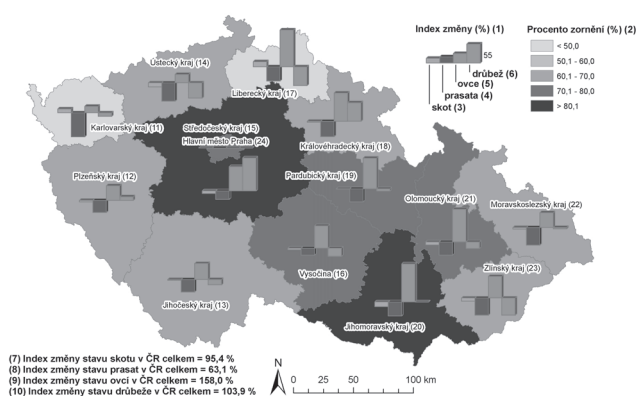 Index změny (%) (1)
55
drůbež (6)
ovce (5)
prasata (4)
skot (3)
Procento zornění (%) (2)
< 50,0
50,1 - 60,0
60,1 - 70,0
70,1 - 80,0
> 80,1
Ústecký kraj (14)
Liberecký kraj (17)
Karlovarský kraj (11)
Středočeský kraj (15)
Hlavní město Praha (24)
Královéhradecký kraj (18)
Plzeňský kraj (12)
Pardubický kraj (19)
Olomoucký kraj (21)
Moravskoslezský kraj (22)
Vysočina (16)
Zlínský kraj (23)
Jihočeský kraj (13)
Jihomoravský kraj (20)
(7) Index změny stavu skotu v ČR celkem = 95,4 %
(8) Index změny stavu prasat v ČR celkem = 63,1 %
(9) Index změny stavu ovcí v ČR celkem = 158,0 %
(10) Index změny stavu drůbeže v ČR celkem = 103,9 %
N
0 25 50 100 km